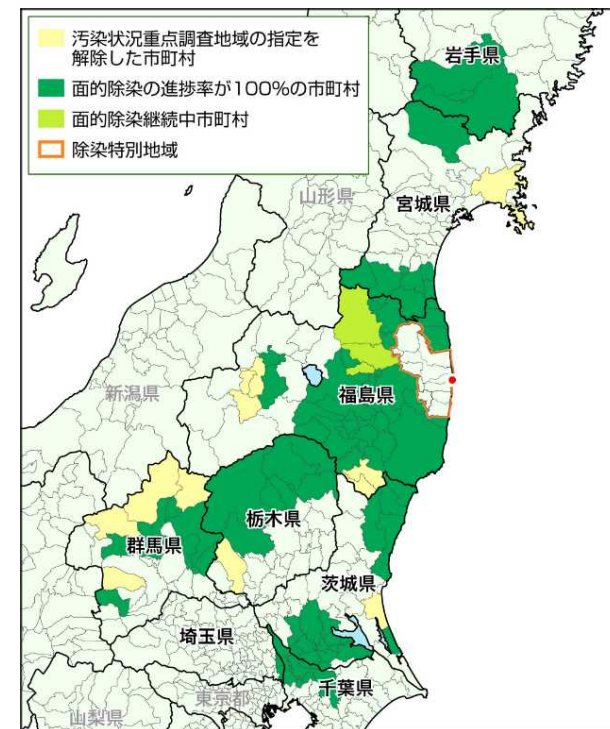 汚染状況重点調査地域の指定を
解除した市町村
面的除染の進捗率が100%の市町村
面的除染継続中市町村
除染特別地域
岩手県
山形県
宮城県
新潟県
福島県
栃木県
群馬県
茨城県
埼玉県
千葉県
東京都
山梨県